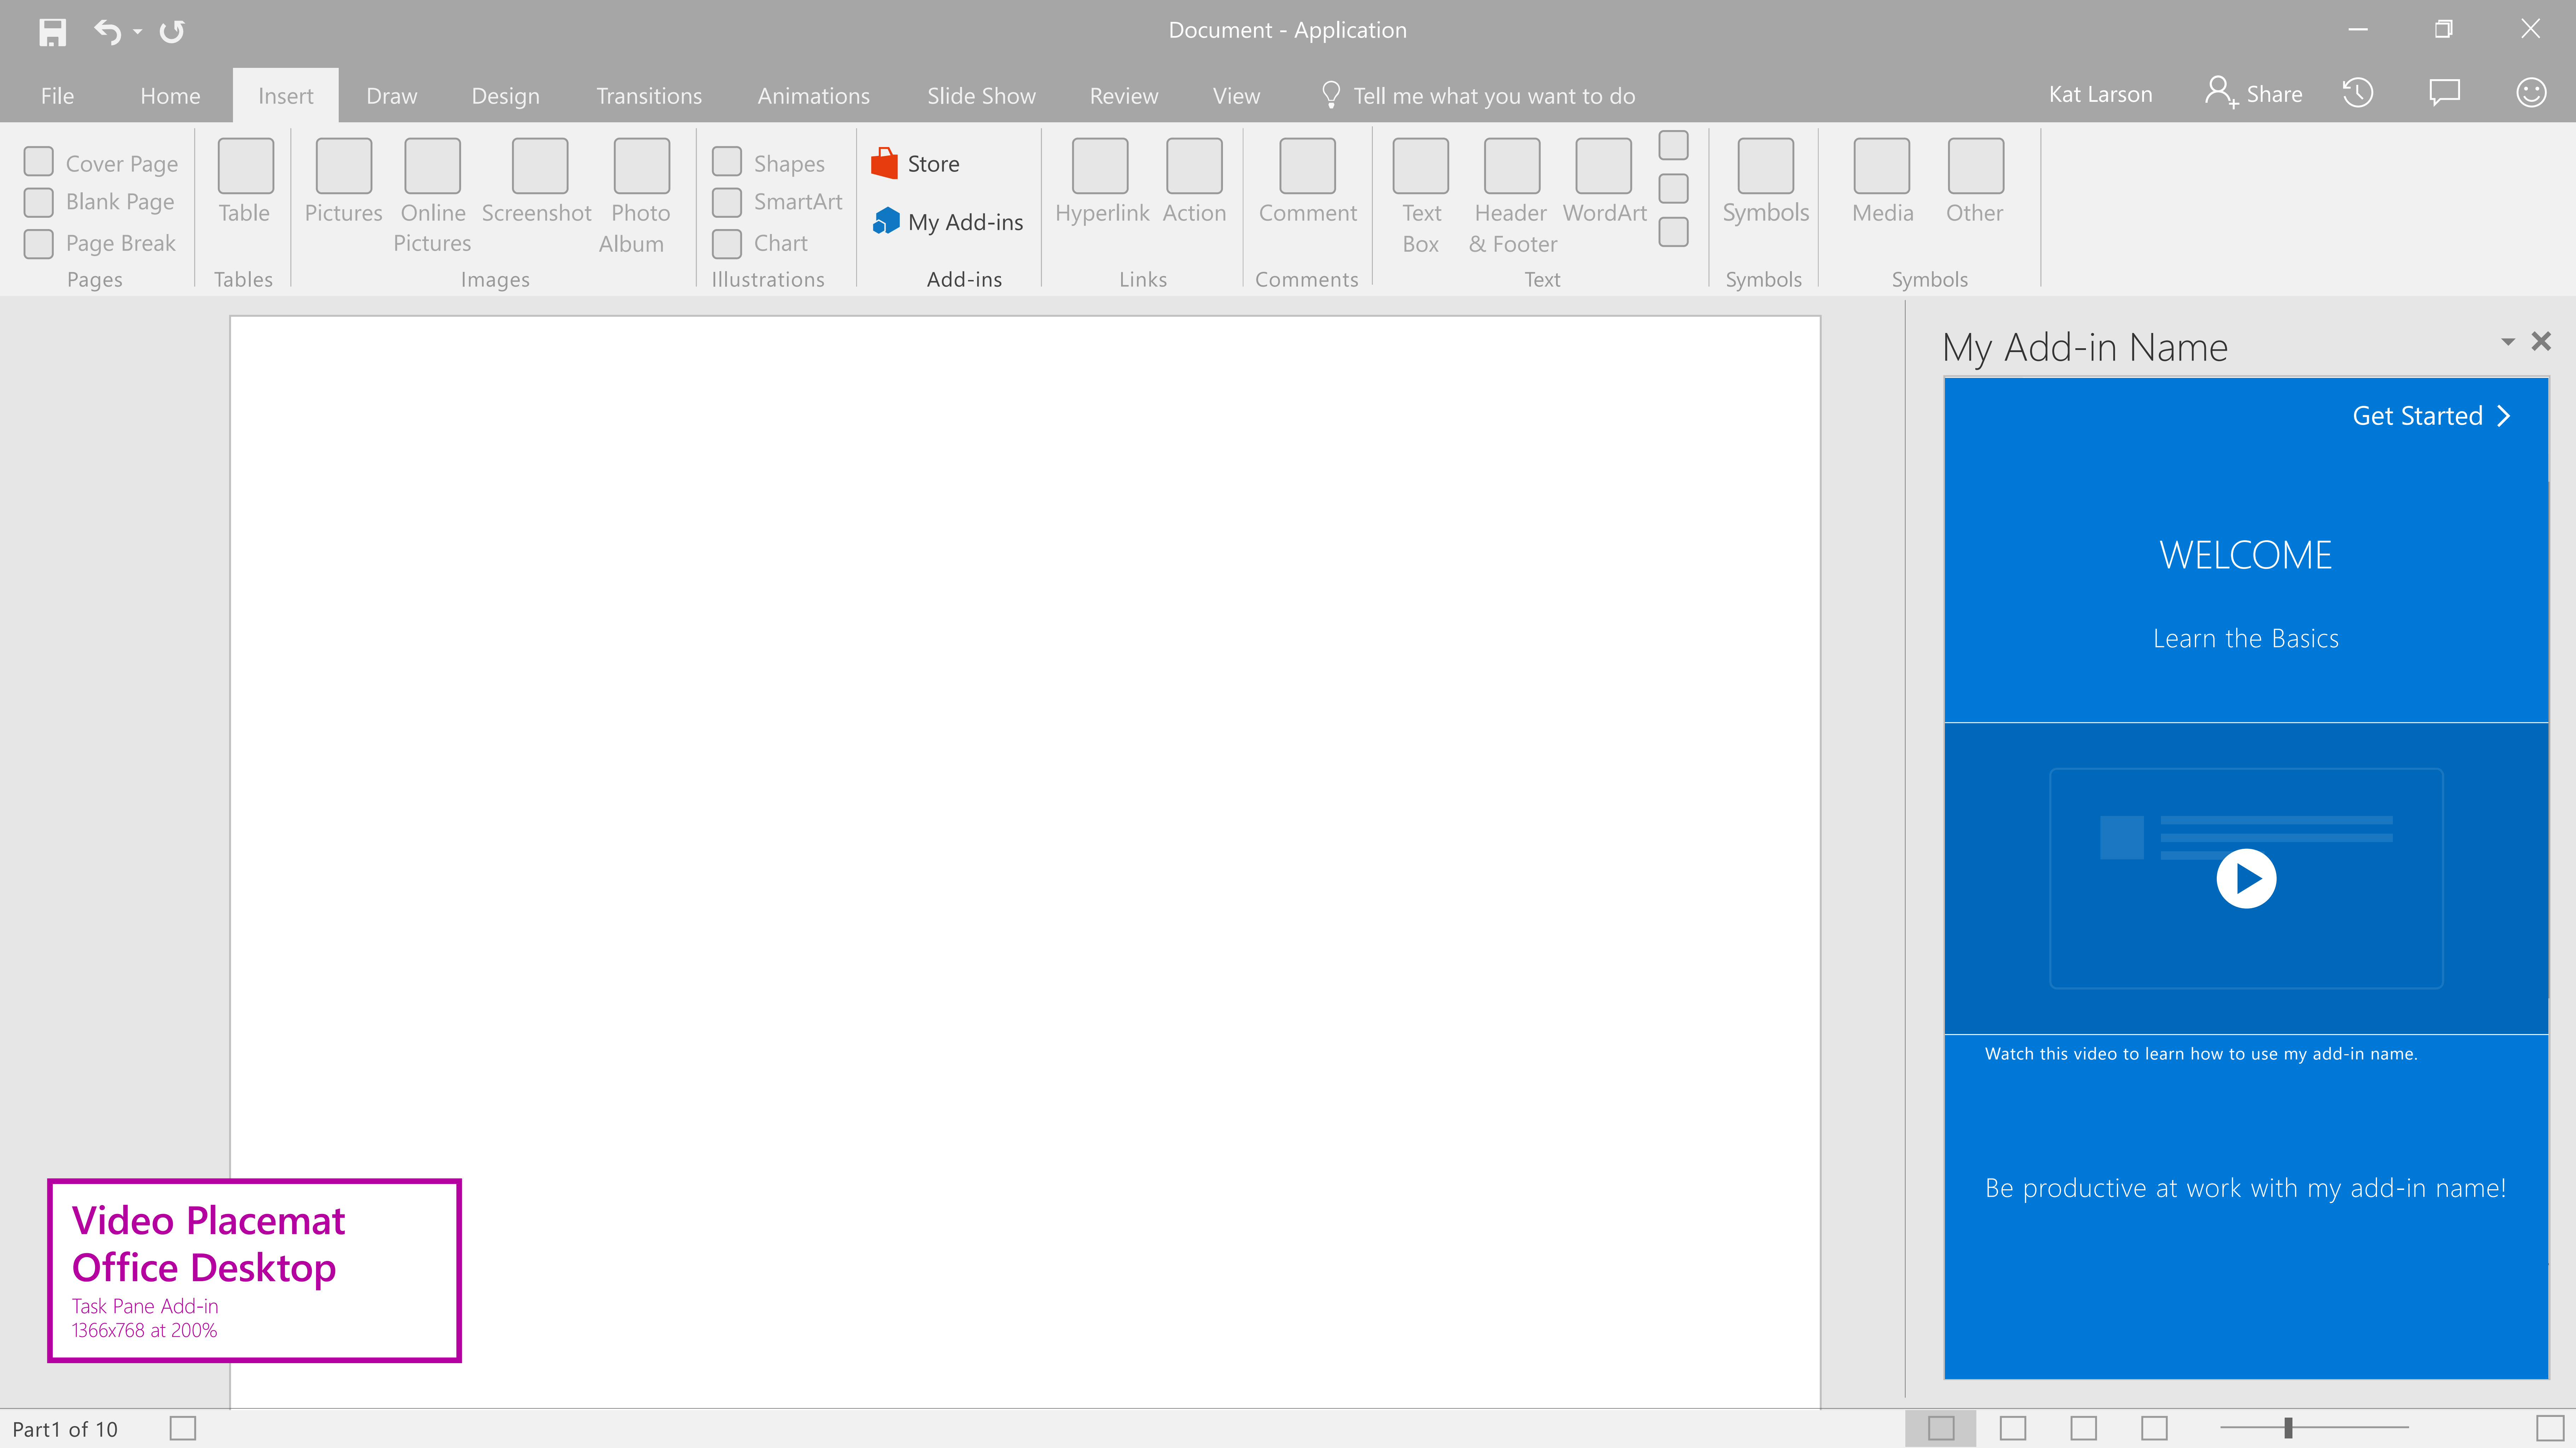 Document - Application
File Home Insert Draw Design Transitions Animations Slide Show Review View Tell me what you want to do Kat Larson Share
Cover Page
Blank Page
Page Break
Pages
Table
Tables
Pictures
Online
Pictures
Screenshot
Photo
Album
Images
Shapes
SmartArt
Chart
Illustrations
Store
My Add-ins
Add-ins
Hyperlink
Action
Links
Comment
Comments
Text
Box
Header
& Footer
WordArt
Text
Symbols
Symbols
Media
Other
Symbols
My Add-in Name
Get Started
WELCOME
Learn the Basics
Watch this video to learn how to use my add-in name.
Be productive at work with my add-in name!
Video Placemat
Office Desktop
Task Pane Add-in
1366x768 at 200%
Part1 of 10